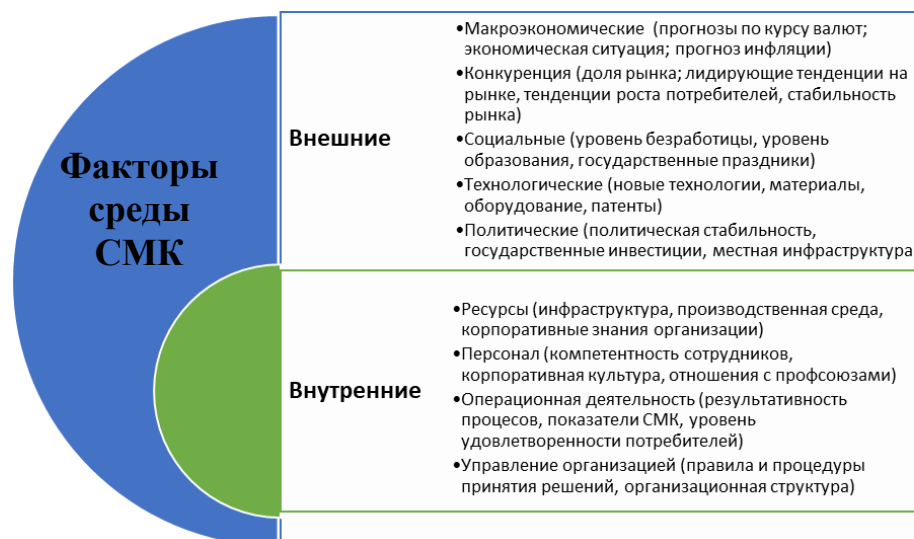 Факторы
среды
СМК
Внешние
•Макроэкономические (прогнозы по курсу валют;
экономическая ситуация; прогноз инфляции)
•Конкуренция (доля рынка; лидирующие тенденции на
рынке, тенденции роста потребителей, стабильность
рынка)
•Социальные (уровень безработицы, уровень
образования, государственные праздники)
•Технологические (новые технологии, материалы,
оборудование, патенты)
•Политические (политическая стабильность,
государственные инвестиции, местная инфраструктура
Внутренние
•Ресурсы (инфраструктура, производственная среда,
корпоративные знания организации)
•Персонал (компетентность сотрудников,
корпоративная культура, отношения с профсоюзами)
•Операционная деятельность (результативность
процесов, показатели СМК, уровень
удовлетворенности потребителей)
•Управление организацией (правила и процедуры
принятия решений, организационная структура)